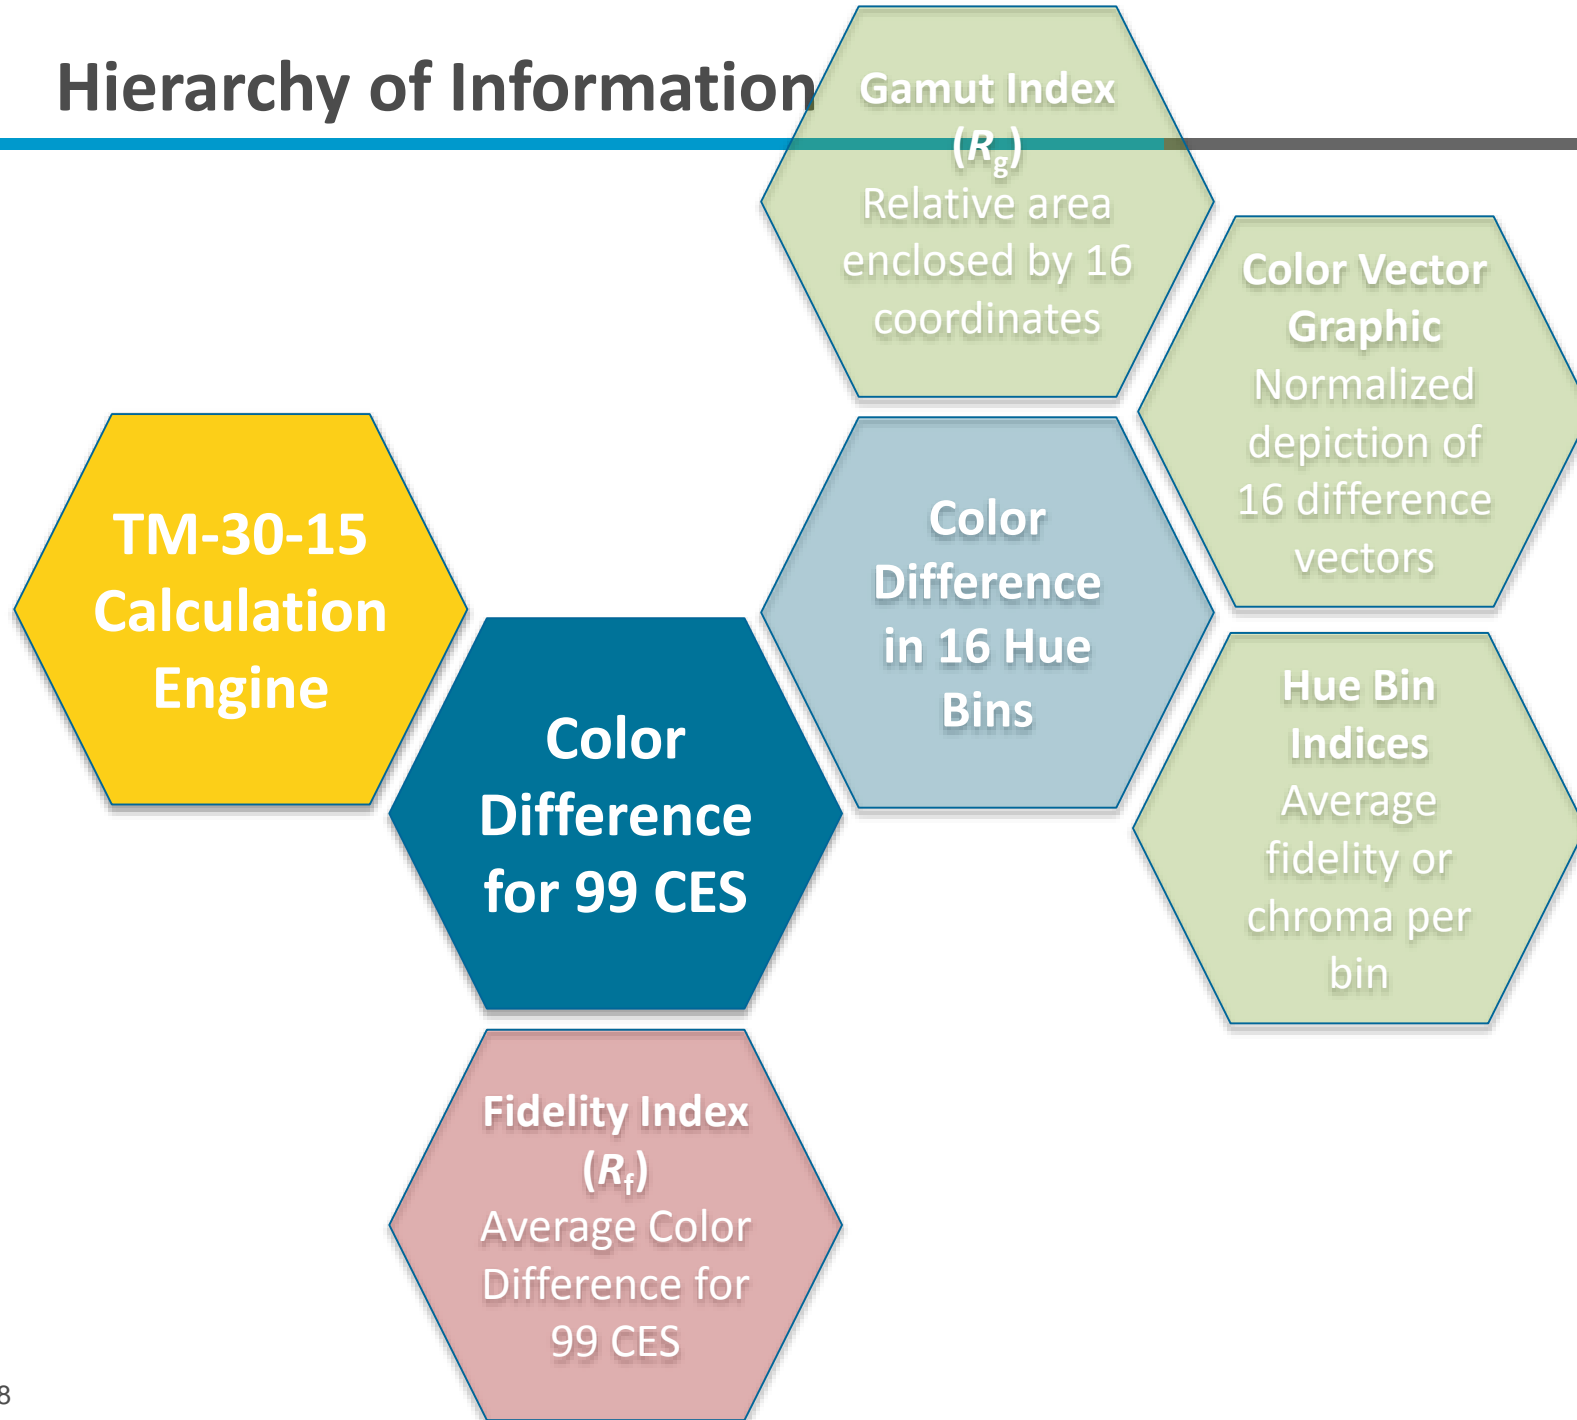 Hierarchy of Information
Gamut Index
(Rg)
Relative area
enclosed by 16
coordinates
Color Vector
Graphic
Normalized
depiction of
16 difference
vectors
TM-30-15
Calculation
Engine
Color
Difference
in 16 Hue
Bins
Color
Difference
for 99 CES
Hue Bin
Indices
Average
fidelity or
chroma per
bin
Fidelity Index
(Rf)
Average Color
Difference for
99 CES
8